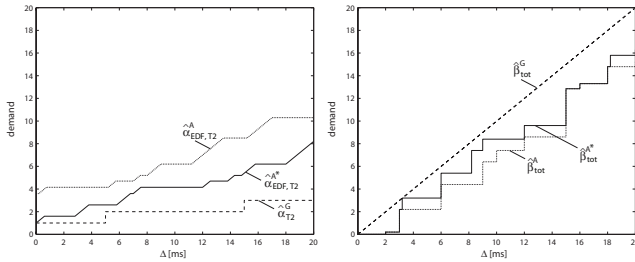 20
18
16
14
12
10
8
6
4
2
0
demand
α̂^A_EDF, T2
α̂^A*_EDF, T2
α̂^G_T2
0 2 4 6 8 10 12 14 16 18 20
Δ [ms]
20
18
16
14
12
10
8
6
4
2
0
demand
β̂^G_tot
β̂^A*_tot
β̂^A_tot
0 2 4 6 8 10 12 14 16 18 20
Δ [ms]